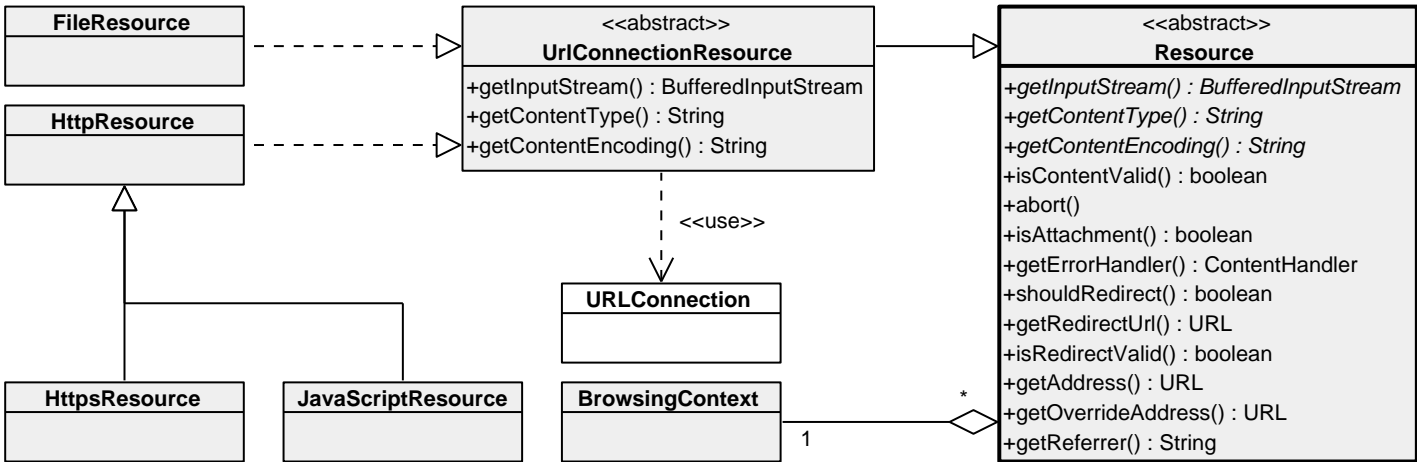 FileResource
HttpResource
HttpsResource
JavaScriptResource
<<abstract>>
UrlConnectionResource
+getInputStream() : BufferedInputStream
+getContentType() : String
+getContentEncoding() : String
<<use>>
URLConnection
BrowsingContext
1
*
<<abstract>>
Resource
+getInputStream() : BufferedInputStream
+getContentType() : String
+getContentEncoding() : String
+isContentValid() : boolean
+abort()
+isAttachment() : boolean
+getErrorHandler() : ContentHandler
+shouldRedirect() : boolean
+getRedirectUrl() : URL
+isRedirectValid() : boolean
+getAddress() : URL
+getOverrideAddress() : URL
+getReferrer() : String